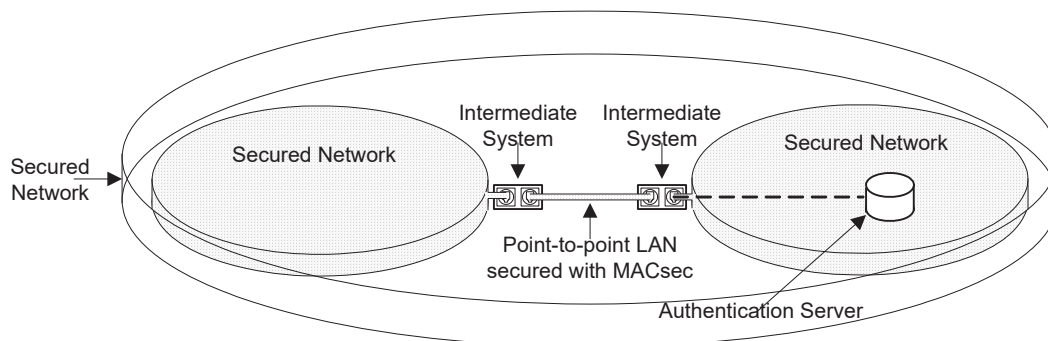 Intermediate
System
Intermediate
System
Secured Network
Secured Network
Secured
Network
Point-to-point LAN
secured with MACsec
Authentication Server